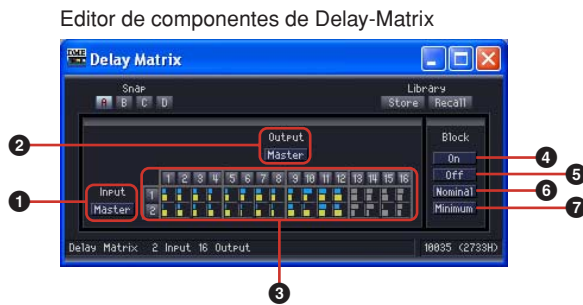 Editor de componentes de Delay-Matrix
DME Delay Matrix
Snap Library
A B C D Store Recall
2 Output Block
Master On 4
1 2 3 4 5 6 7 8 9 10 11 12 13 14 15 16 Off 5
1 Input 1 Nominal 6
Master 2 Minimum 7
Delay Matrix 2 Input 16 Output 10035 (2733H)
3